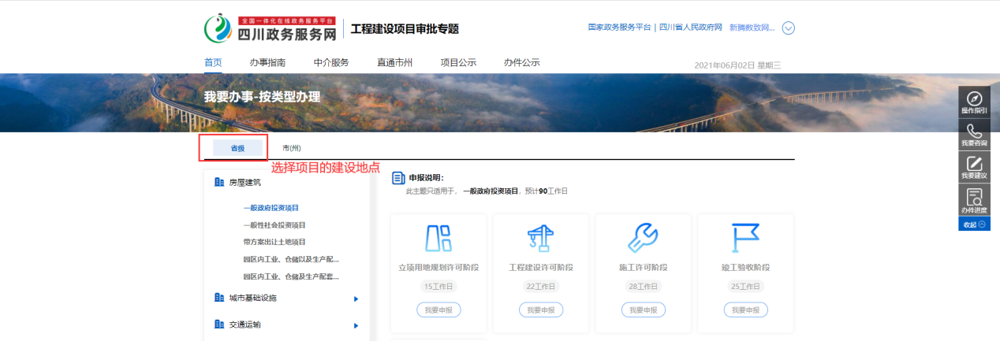 全国一体化在线政务服务平台
四川政务服务网
工程建设项目审批专题
国家政务服务平台 | 四川省人民政府网 新腾数致网...
首页 办事指南 中介服务 直通市州 项目公示 办件公示
2021年06月02日 星期三
我要办事-按类型办理
操作指引
我要咨询
我要建议
办件进度
收起
省级 市(州)
选择项目的建设地点
房屋建筑
一般政府投资项目
一般性社会投资项目
带方案出让土地项目
园区内工业、仓储以及生产配...
园区内工业、仓储及生产配套...
城市基础设施
交通运输
申报说明：
此主题只适用于， 一般政府投资项目，预计90工作日
立项用地规划许可阶段 工程建设许可阶段 施工许可阶段 竣工验收阶段
15工作日 22工作日 28工作日 25工作日
我要申报 我要申报 我要申报 我要申报